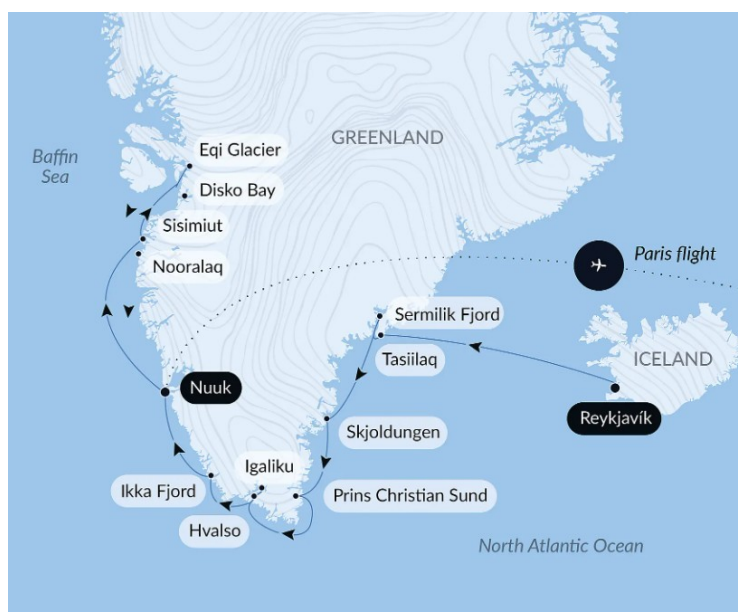 GREENLAND
Baffin
Sea
Eqi Glacier
Disko Bay
Sisimiut
Nooralaq
Paris flight
Sermilik Fjord
Tasiilaq
ICELAND
Nuuk
Reykjavík
Skjoldungen
Igaliku
Ikka Fjord
Prins Christian Sund
Hvalso
North Atlantic Ocean